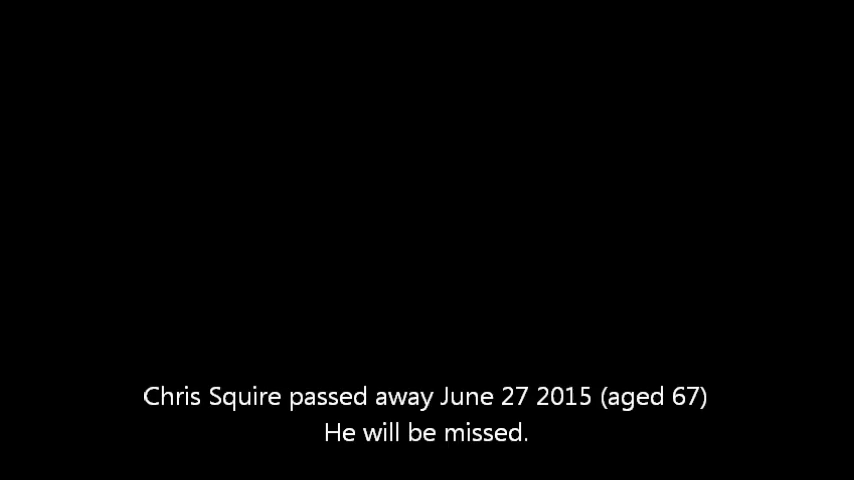 Chris Squire passed away June 27 2015 (aged 67)
He will be missed.